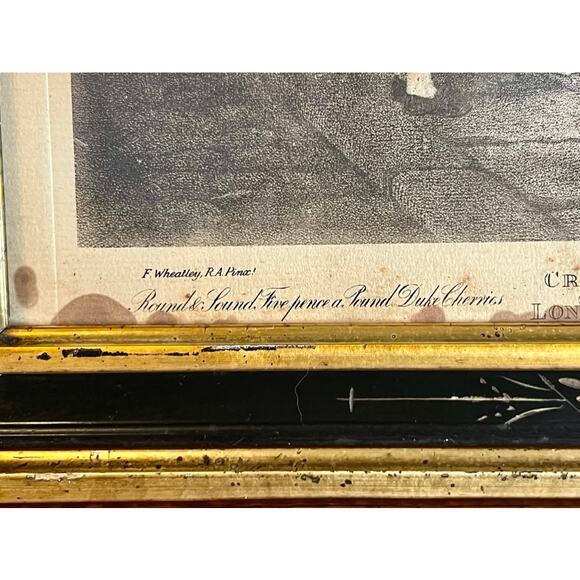 F. Wheatley, R.A. Pinx!
Round & Sound. Five pence a. Pound Duke Cherries
CR
LON